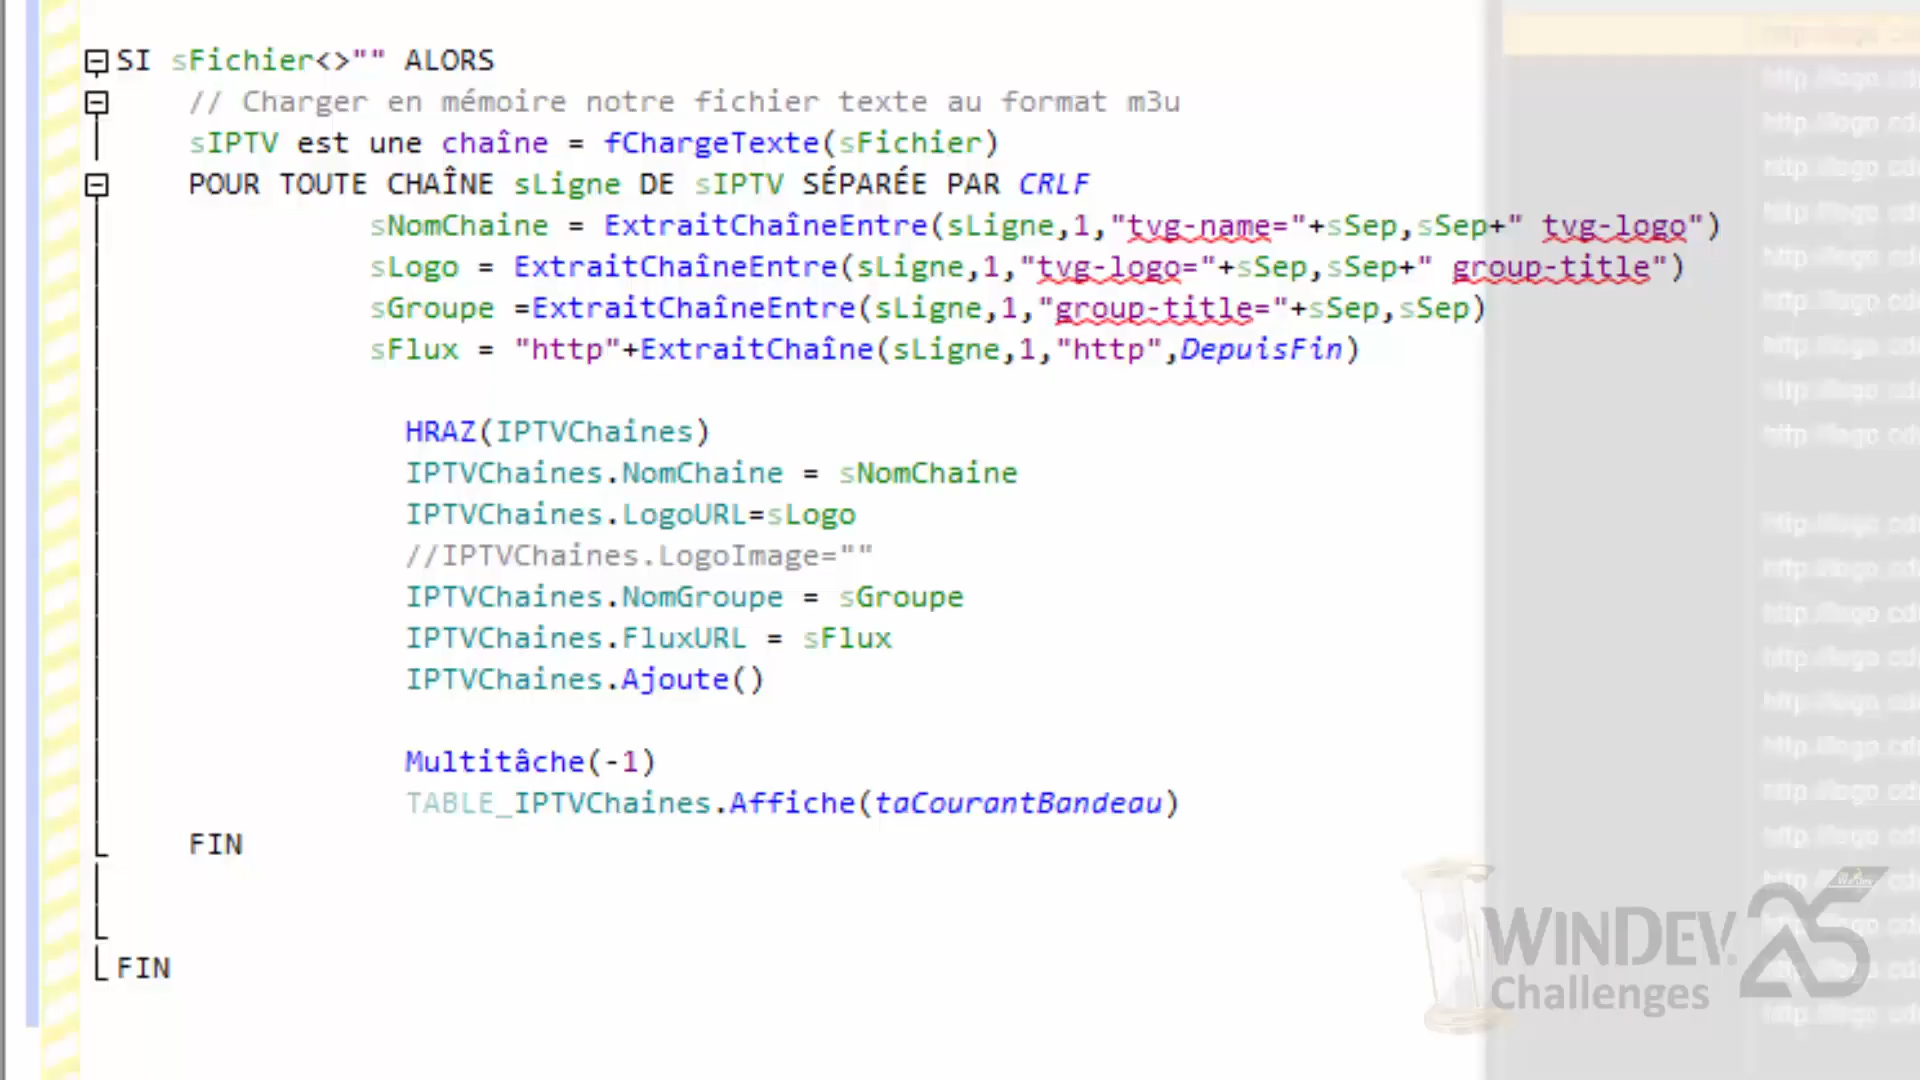 SI sFichier<>"" ALORS
// Charger en mémoire notre fichier texte au format m3u
sIPTV est une chaîne = fChargeTexte(sFichier)
POUR TOUTE CHAÎNE sLigne DE sIPTV SÉPARÉE PAR CRLF
sNomChaine = ExtraitChaîneEntre(sLigne,1,"tvg-name="+sSep,sSep+" tvg-logo")
sLogo = ExtraitChaîneEntre(sLigne,1,"tvg-logo="+sSep,sSep+" group-title")
sGroupe =ExtraitChaîneEntre(sLigne,1,"group-title="+sSep,sSep)
sFlux = "http"+ExtraitChaîne(sLigne,1,"http",DepuisFin)
HRAZ(IPTVChaines)
IPTVChaines.NomChaine = sNomChaine
IPTVChaines.LogoURL=sLogo
//IPTVChaines.LogoImage=""
IPTVChaines.NomGroupe = sGroupe
IPTVChaines.FluxURL = sFlux
IPTVChaines.Ajoute()
Multitâche(-1)
TABLE_IPTVChaines.Affiche(taCourantBandeau)
FIN
FIN
WINDEV 25
Challenges